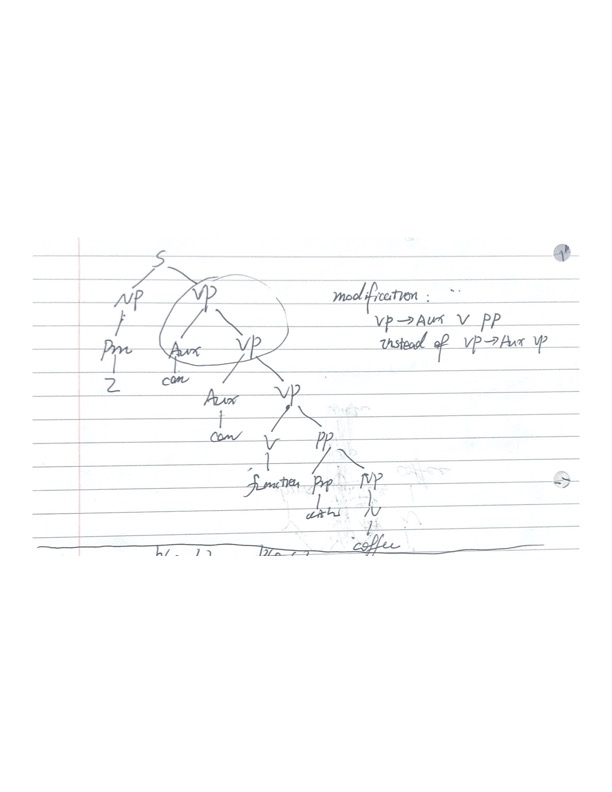 S
NP VP
modification :
VP → Aux V PP
Prn Aux VP
instead of VP → Aux VP
I can
Aux VP
can V PP
function Prp NP
N
coffee